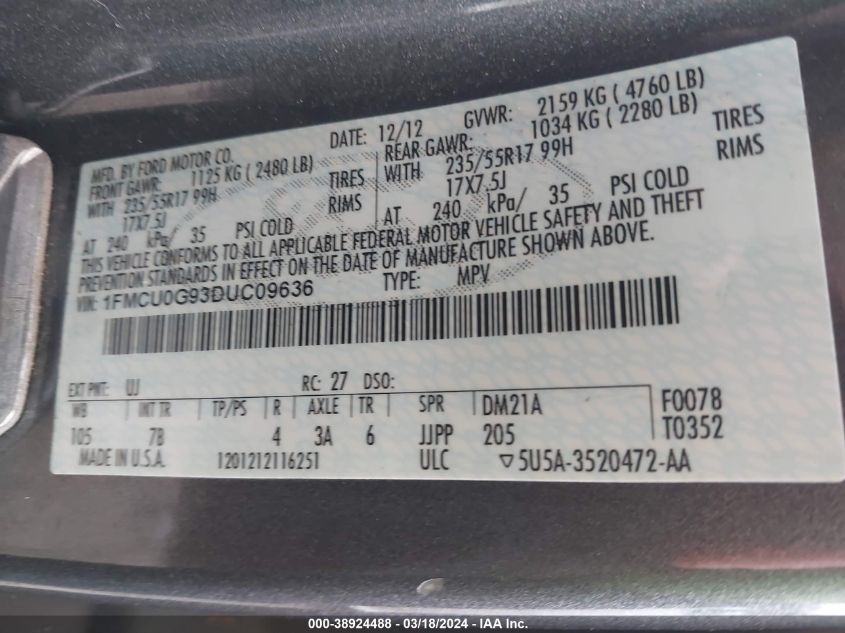 MFD. BY FORD MOTOR CO.
DATE: 12/12
GVWR: 2159 KG ( 4760 LB)
FRONT GAWR: 1125 KG ( 2480 LB)
REAR GAWR: 1034 KG ( 2280 LB)
WITH 235/55R17 99H TIRES
WITH 235/55R17 99H TIRES
17X7.5J RIMS
17X7.5J RIMS
AT 240 kPa/ 35 PSI COLD
AT 240 kPa/ 35 PSI COLD
THIS VEHICLE CONFORMS TO ALL APPLICABLE FEDERAL MOTOR VEHICLE SAFETY AND THEFT
PREVENTION STANDARDS IN EFFECT ON THE DATE OF MANUFACTURE SHOWN ABOVE.
VIN: 1FMCU0G93DUC09636
TYPE: MPV
EXT PNT: UJ RC: 27 DSO:
WB INT TR TP/PS R AXLE TR SPR DM21A F0078
105 7B 4 3A 6 JJPP 205 T0352
MADE IN U.S.A. 1201212116251 ULC 5U5A-3520472-AA
000-38924488 - 03/18/2024 - IAA Inc.